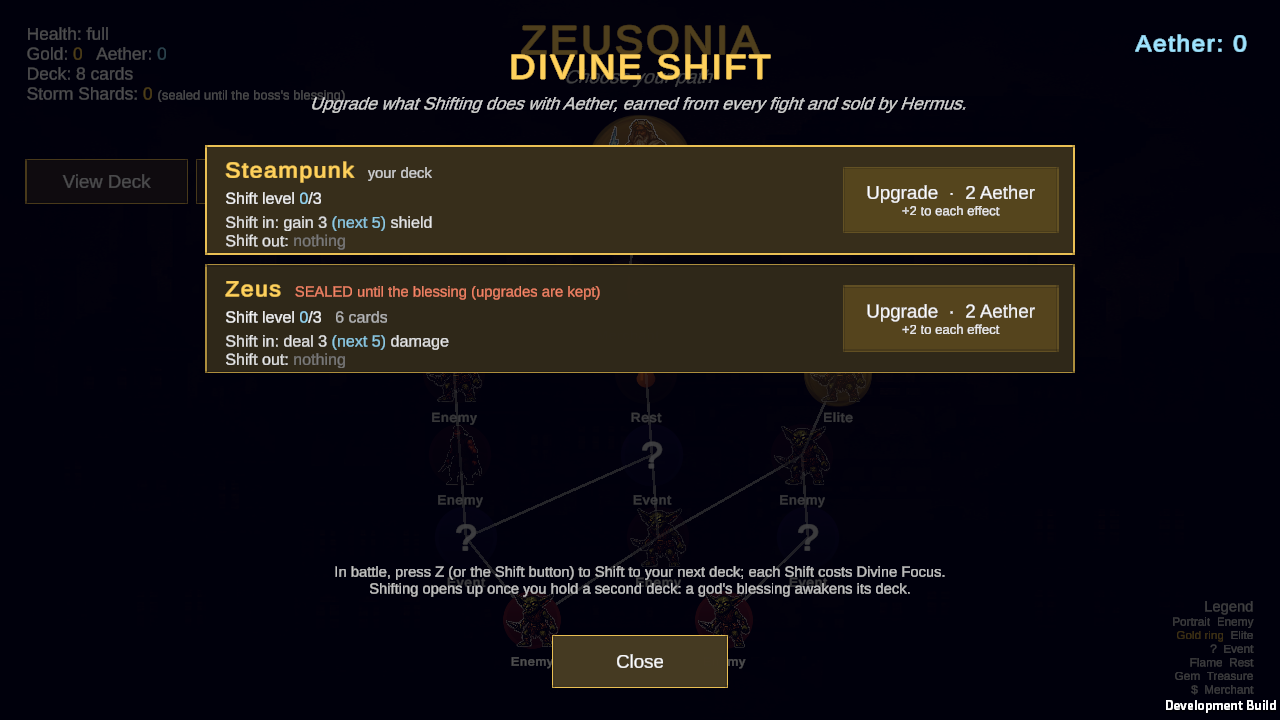 Health: full
Gold: 0 Aether: 0
Deck: 8 cards
Storm Shards: 0 (sealed until the boss's blessing)
ZEUSONIA
Choose your path
DIVINE SHIFT
Aether: 0
Upgrade what Shifting does with Aether, earned from every fight and sold by Hermus.
View Deck
Steampunk your deck
Shift level 0/3
Shift in: gain 3 (next 5) shield
Shift out: nothing
Upgrade · 2 Aether
+2 to each effect
Zeus SEALED until the blessing (upgrades are kept)
Shift level 0/3 6 cards
Shift in: deal 3 (next 5) damage
Shift out: nothing
Upgrade · 2 Aether
+2 to each effect
Enemy Rest Elite
?
Enemy Event Enemy
? ?
Event Enemy Event
In battle, press Z (or the Shift button) to Shift to your next deck; each Shift costs Divine Focus.
Shifting opens up once you hold a second deck: a god's blessing awakens its deck.
Enemy my
Close
Legend
Portrait Enemy
Gold ring Elite
? Event
Flame Rest
Gem Treasure
$ Merchant
Development Build